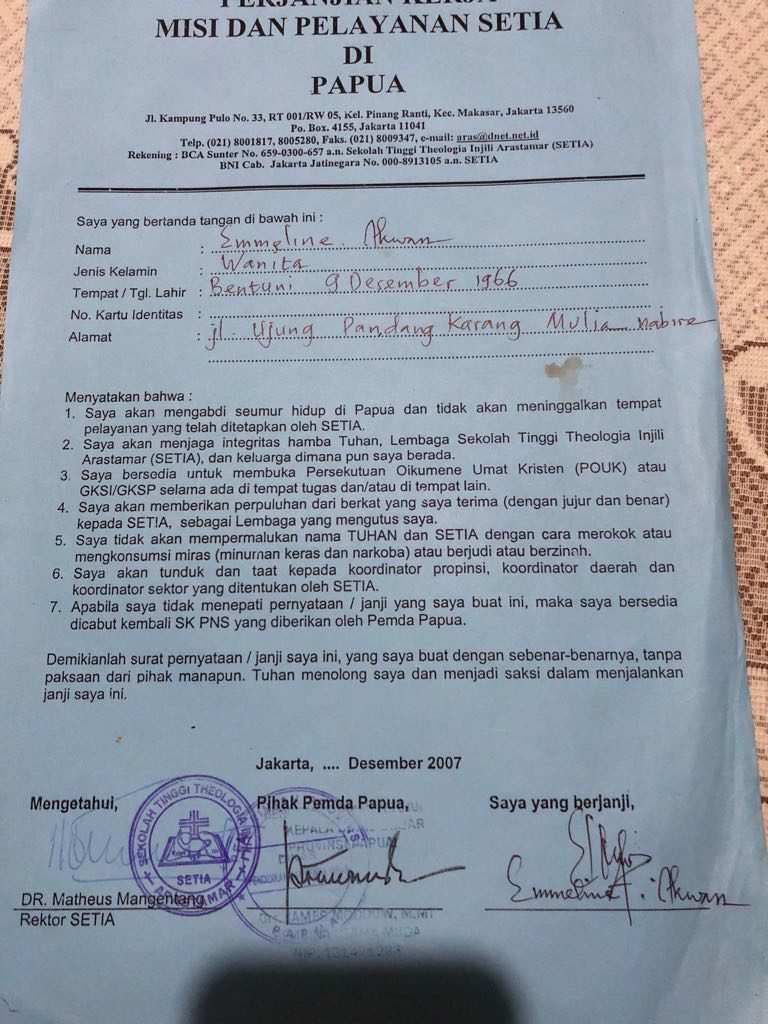 PERJANJIAN KERJA
MISI DAN PELAYANAN SETIA
DI
PAPUA
Jl. Kampung Pulo No. 33, RT 001/RW 05, Kel. Pinang Ranti, Kec. Makasar, Jakarta 13560
Po. Box. 4155, Jakarta 11041
Telp. (021) 8001817, 8005280, Faks. (021) 8009347, e-mail: aras@dnet.net.id
Rekening : BCA Sunter No. 659-0300-657 a.n. Sekolah Tinggi Theologia Injili Arastamar (SETIA)
BNI Cab. Jakarta Jatinegara No. 000-8913105 a.n. SETIA
Saya yang bertanda tangan di bawah ini :
Nama : Emmeline. Akwan
Jenis Kelamin : Wanita
Tempat / Tgl. Lahir : Bentuni 9 Desember 1966
No. Kartu Identitas :
Alamat : jl. Ujung Pandang Karang Mulia nabire
Menyatakan bahwa :
1. Saya akan mengabdi seumur hidup di Papua dan tidak akan meninggalkan tempat
pelayanan yang telah ditetapkan oleh SETIA.
2. Saya akan menjaga integritas hamba Tuhan, Lembaga Sekolah Tinggi Theologia Injili
Arastamar (SETIA), dan keluarga dimana pun saya berada.
3. Saya bersedia untuk membuka Persekutuan Oikumene Umat Kristen (POUK) atau
GKSI/GKSP selama ada di tempat tugas dan/atau di tempat lain.
4. Saya akan memberikan perpuluhan dari berkat yang saya terima (dengan jujur dan benar)
kepada SETIA, sebagai Lembaga yang mengutus saya.
5. Saya tidak akan mempermalukan nama TUHAN dan SETIA dengan cara merokok atau
mengkonsumsi miras (minuman keras dan narkoba) atau berjudi atau berzinah.
6. Saya akan tunduk dan taat kepada koordinator propinsi, koordinator daerah dan
koordinator sektor yang ditentukan oleh SETIA.
7. Apabila saya tidak menepati pernyataan / janji yang saya buat ini, maka saya bersedia
dicabut kembali SK PNS yang diberikan oleh Pemda Papua.
Demikianlah surat pernyataan / janji saya ini, yang saya buat dengan sebenar-benarnya, tanpa
paksaan dari pihak manapun. Tuhan menolong saya dan menjadi saksi dalam menjalankan
janji saya ini.
Jakarta, .... Desember 2007
Mengetahui, Pihak Pemda Papua, Saya yang berjanji,
SEKOLAH TINGGI THEOLOGIA
SETIA
KEPALA
PROVINSI PAPUA
Emmeline F. Akwan
DR. Matheus Mangentang
Rektor SETIA